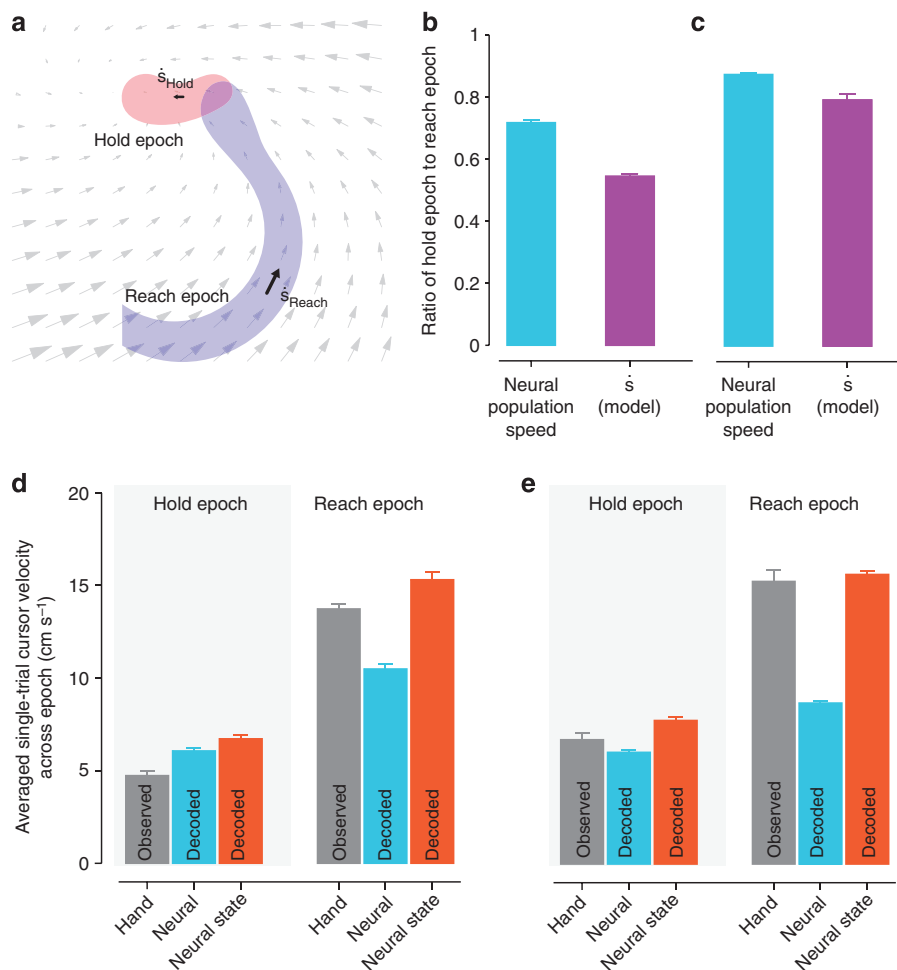 a
ṡHold
Hold epoch
Reach epoch
ṡReach
b
c
Ratio of hold epoch to reach epoch
1
0.8
0.6
0.4
0.2
0
Neural
population
speed
ṡ
(model)
Neural
population
speed
ṡ
(model)
d
Averaged single-trial cursor velocity
across epoch (cm s−1)
20
15
10
5
0
Hold epoch
Reach epoch
Observed
Decoded
Decoded
Observed
Decoded
Decoded
Hand
Neural
Neural state
Hand
Neural
Neural state
e
Hold epoch
Reach epoch
Observed
Decoded
Decoded
Observed
Decoded
Decoded
Hand
Neural
Neural state
Hand
Neural
Neural state